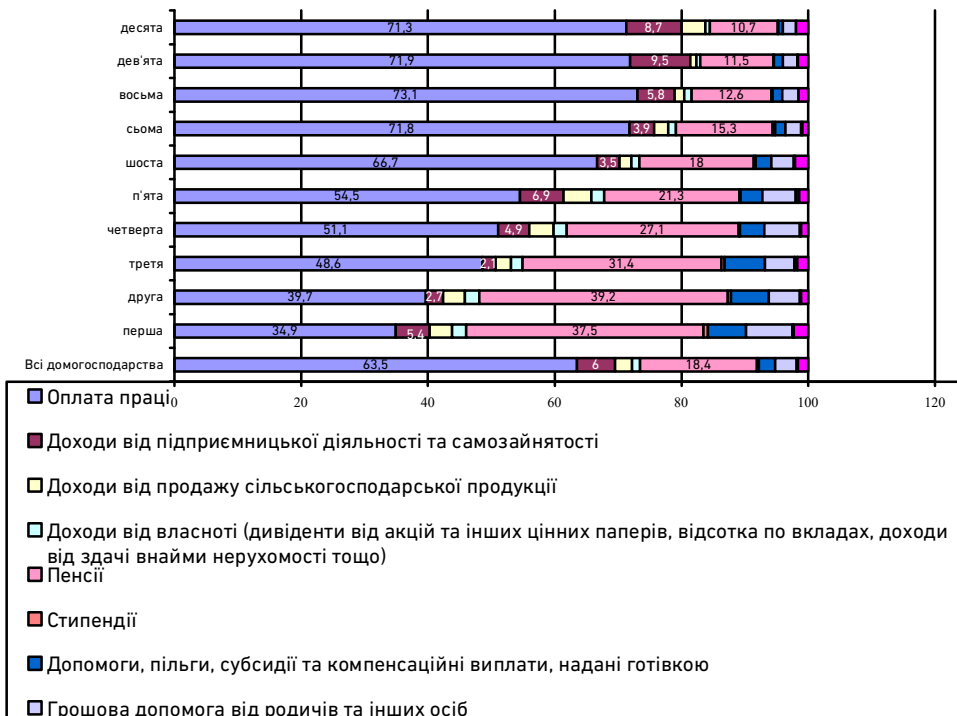 десята 71,3 8,7 10,7
дев'ята 71,9 9,5 11,5
восьма 73,1 5,8 12,6
сьома 71,8 3,9 15,3
шоста 66,7 3,5 18
п'ята 54,5 6,9 21,3
четверта 51,1 4,9 27,1
третя 48,6 2,1 31,4
друга 39,7 2,7 39,2
перша 34,9 5,4 37,5
Всі домогосподарства 63,5 6 18,4
0 20 40 60 80 100 120
Оплата праці
Доходи від підприємницької діяльності та самозайнятості
Доходи від продажу сільськогосподарської продукції
Доходи від власноті (дивіденти від акцій та інших цінних паперів, відсотка по вкладах, доходи
від здачі внайми нерухомості тощо)
Пенсії
Стипендії
Допомоги, пільги, субсидії та компенсаційні виплати, надані готівкою
Грошова допомога від родичів та інших осіб